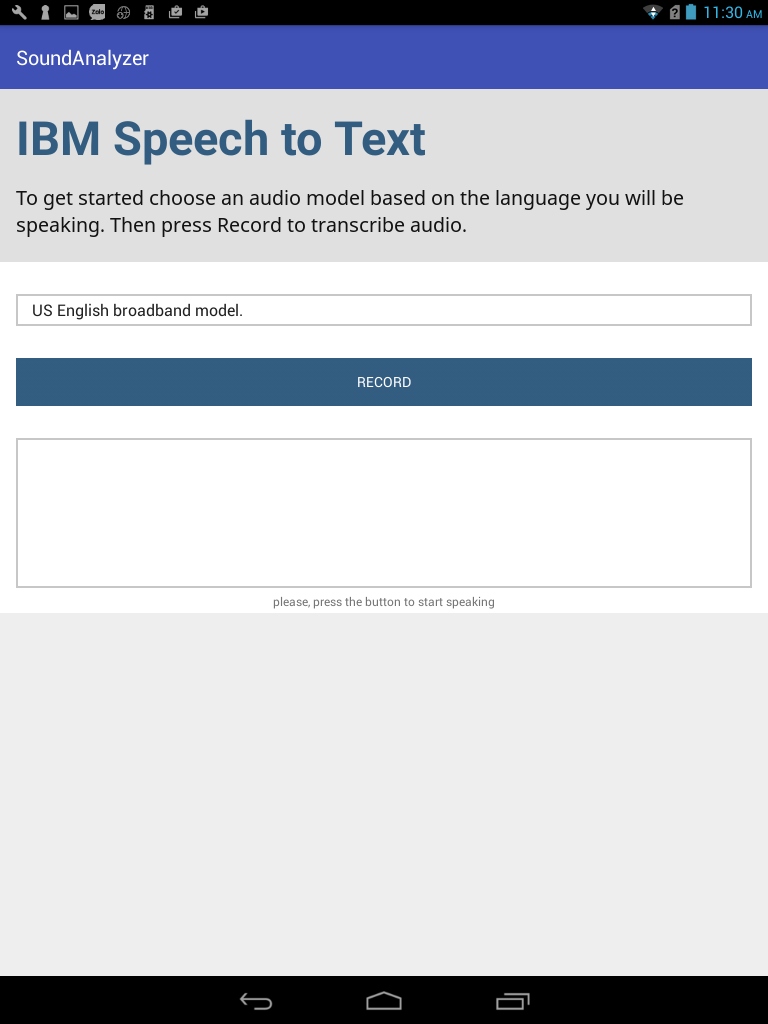 Zalo
11:30 AM
SoundAnalyzer
IBM Speech to Text
To get started choose an audio model based on the language you will be
speaking. Then press Record to transcribe audio.
US English broadband model.
RECORD
please, press the button to start speaking